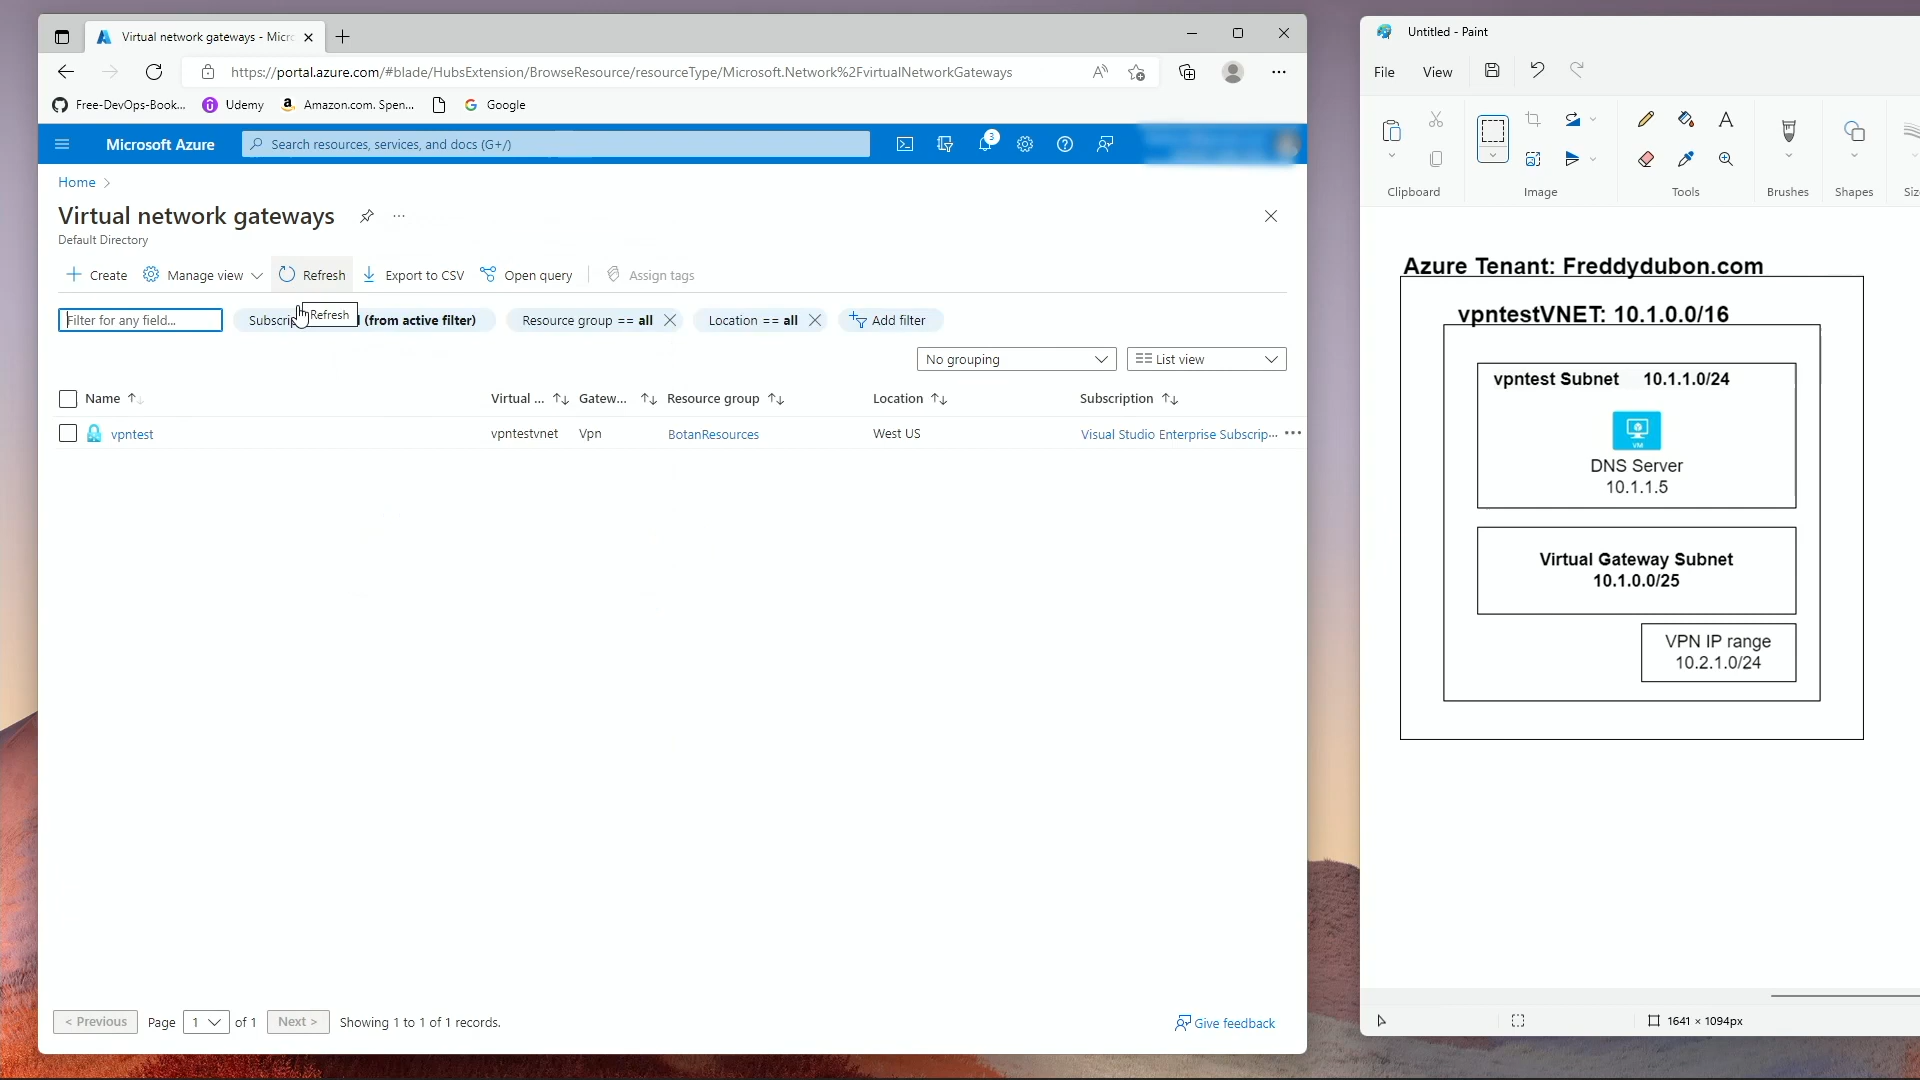 Virtual network gateways - Micr
https://portal.azure.com/#blade/HubsExtension/BrowseResource/resourceType/Microsoft.Network%2FvirtualNetworkGateways
Free-DevOps-Book... Udemy Amazon.com. Spen... Google
Microsoft Azure Search resources, services, and docs (G+/) 3
Home
Virtual network gateways
Default Directory
Create Manage view Refresh Export to CSV Open query Assign tags
Filter for any field... Subscri (from active filter) Resource group == all Location == all Add filter
Refresh
No grouping List view
Name Virtual ... Gatew... Resource group Location Subscription
vpntest vpntestvnet Vpn BotanResources West US Visual Studio Enterprise Subscrip...
< Previous Page 1 of 1 Next > Showing 1 to 1 of 1 records. Give feedback
Untitled - Paint
File View
Clipboard Image Tools Brushes Shapes Siz
Azure Tenant: Freddydubon.com
vpntestVNET: 10.1.0.0/16
vpntest Subnet 10.1.1.0/24
VM
DNS Server
10.1.1.5
Virtual Gateway Subnet
10.1.0.0/25
VPN IP range
10.2.1.0/24
1641 × 1094px